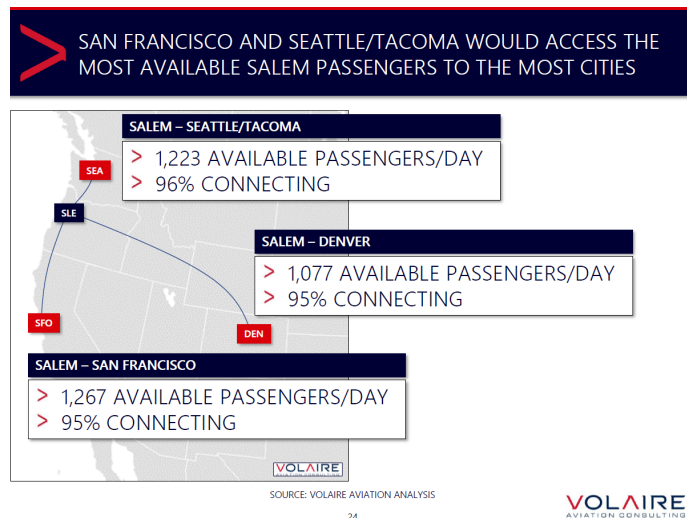 SAN FRANCISCO AND SEATTLE/TACOMA WOULD ACCESS THE
MOST AVAILABLE SALEM PASSENGERS TO THE MOST CITIES
SALEM – SEATTLE/TACOMA
> 1,223 AVAILABLE PASSENGERS/DAY
> 96% CONNECTING
SEA
SLE
SALEM – DENVER
> 1,077 AVAILABLE PASSENGERS/DAY
> 95% CONNECTING
SFO
DEN
SALEM – SAN FRANCISCO
> 1,267 AVAILABLE PASSENGERS/DAY
> 95% CONNECTING
VOLAIRE
AVIATION CONSULTING
SOURCE: VOLAIRE AVIATION ANALYSIS
VOLAIRE
AVIATION CONSULTING
24